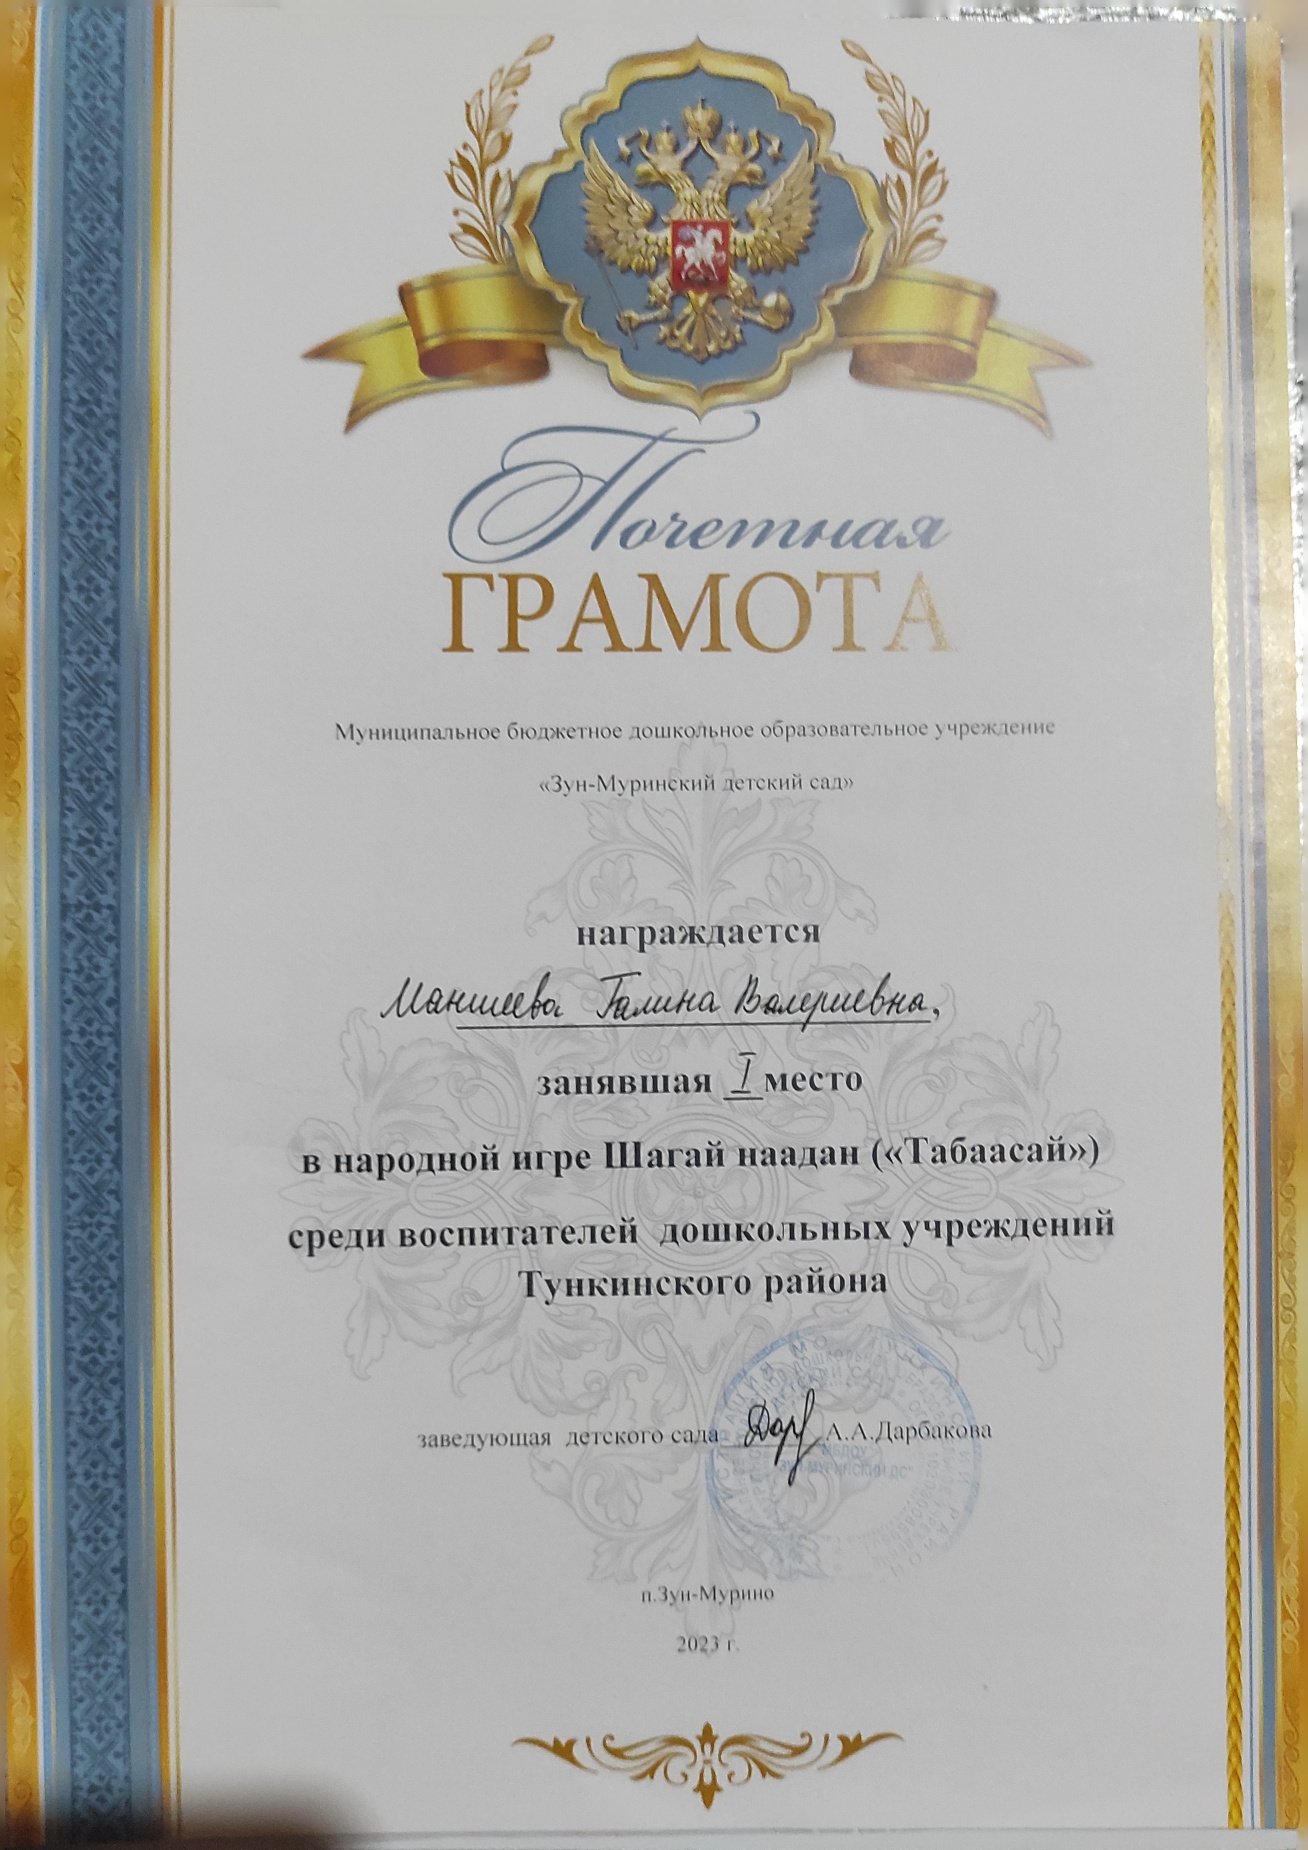 Почетная
ГРАМОТА
Муниципальное бюджетное дошкольное образовательное учреждение
«Зун-Муринский детский сад»
награждается
Маншеева Галина Валериевна,
занявшая I место
в народной игре Шагай наадан («Табаасай»)
среди воспитателей дошкольных учреждений
Тункинского района
заведующая детского сада А.А.Дарбакова
МБДОУ
п.Зун-Мурино
2023 г.